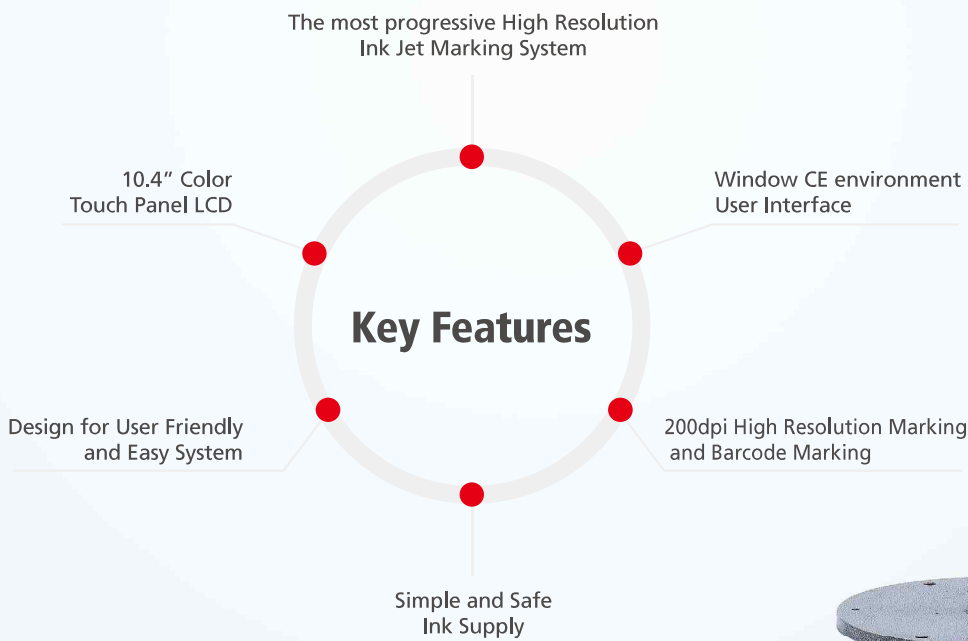 The most progressive High Resolution
Ink Jet Marking System
10.4” Color
Touch Panel LCD
Window CE environment
User Interface
Key Features
Design for User Friendly
and Easy System
200dpi High Resolution Marking
and Barcode Marking
Simple and Safe
Ink Supply